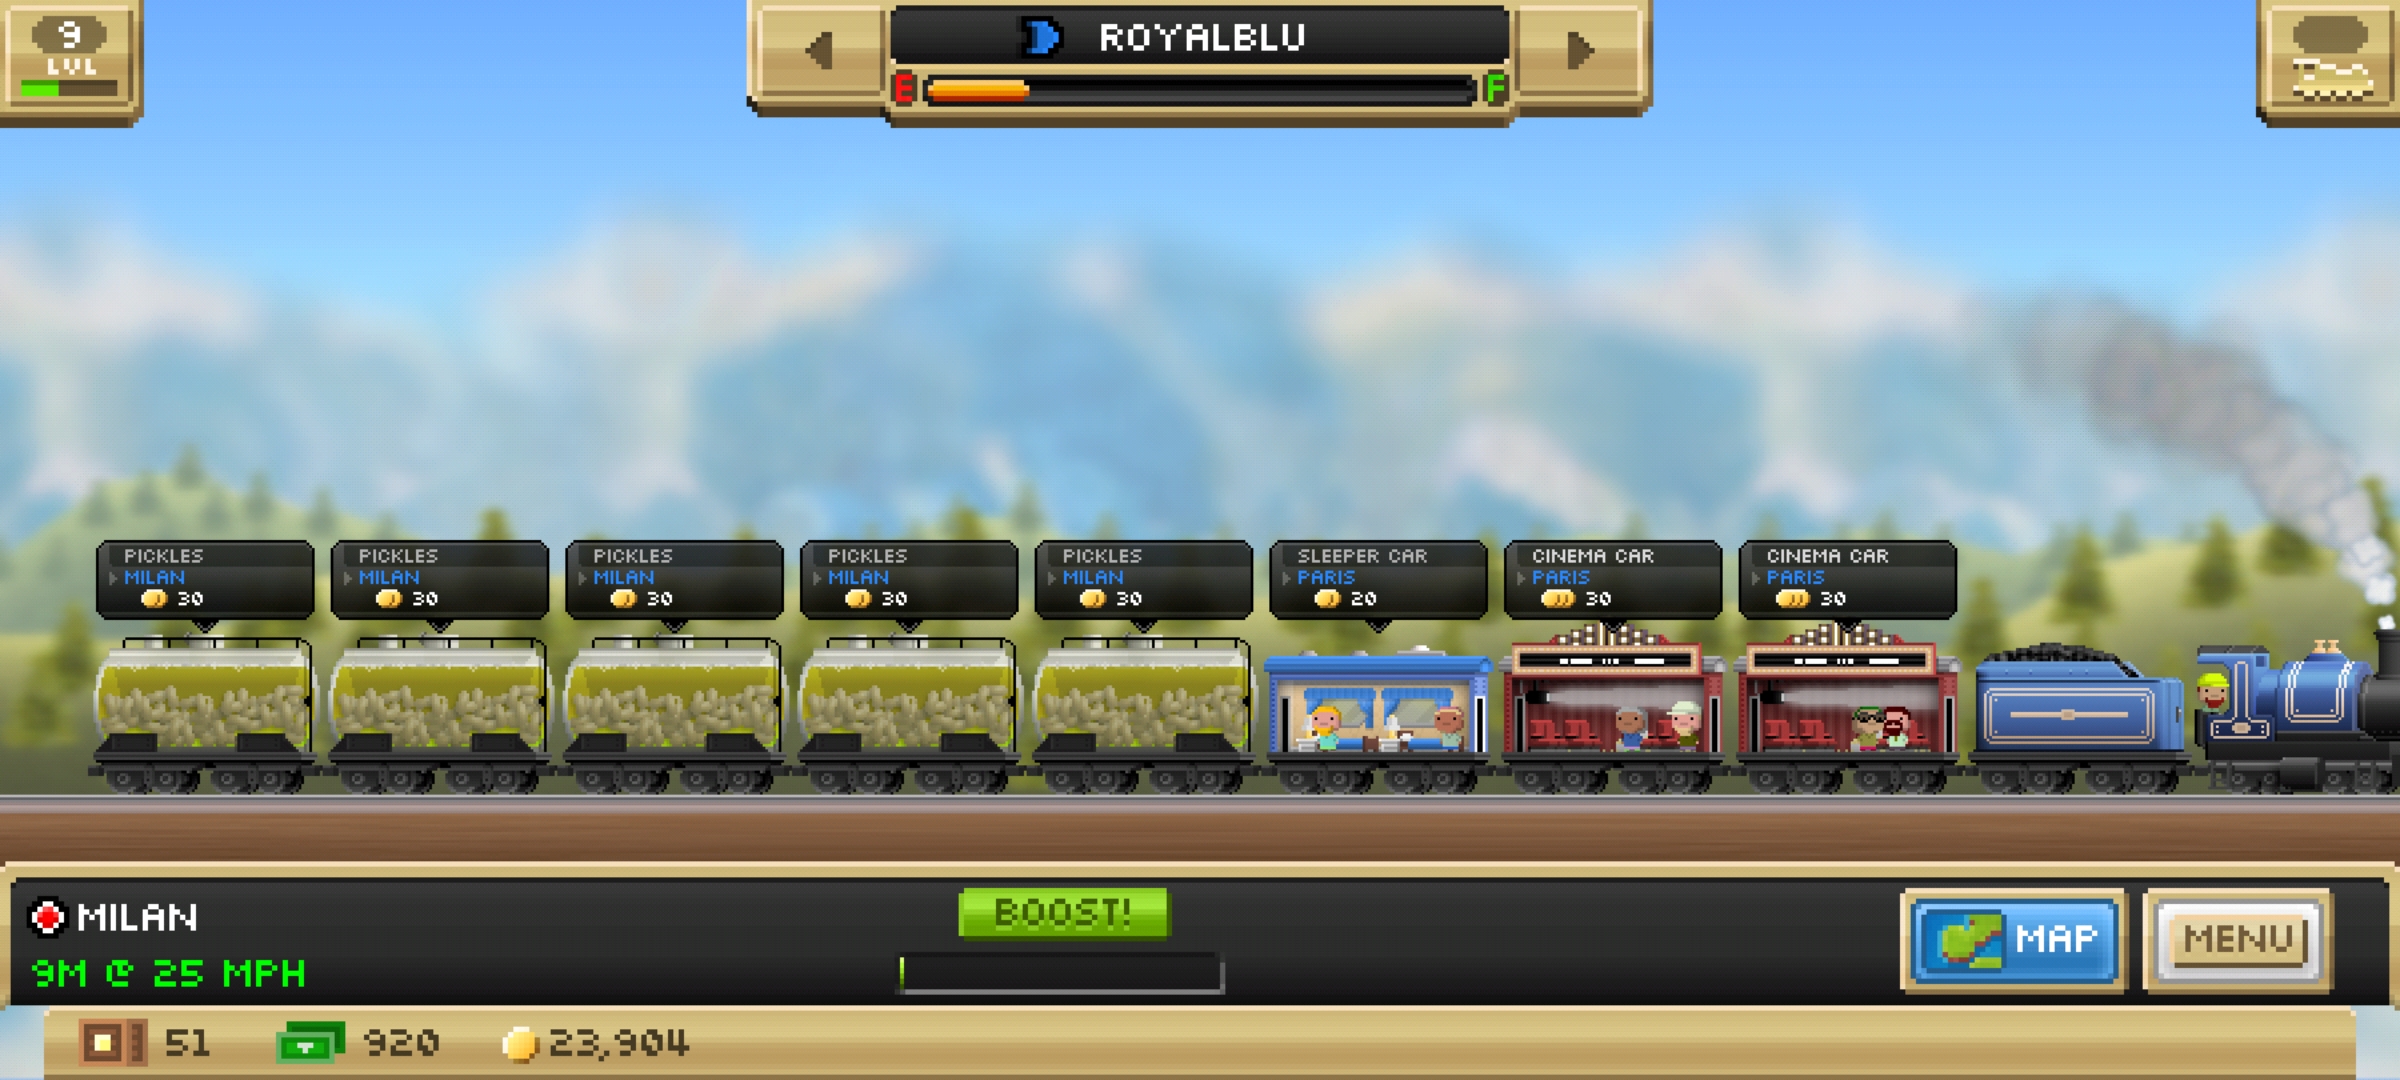 9
LVL
ROYALBLU
E F
PICKLES
MILAN
30
PICKLES
MILAN
30
PICKLES
MILAN
30
PICKLES
MILAN
30
PICKLES
MILAN
30
SLEEPER CAR
PARIS
20
CINEMA CAR
PARIS
30
CINEMA CAR
PARIS
30
MILAN
9M @ 25 MPH
BOOST!
MAP
MENU
51
920
23,904